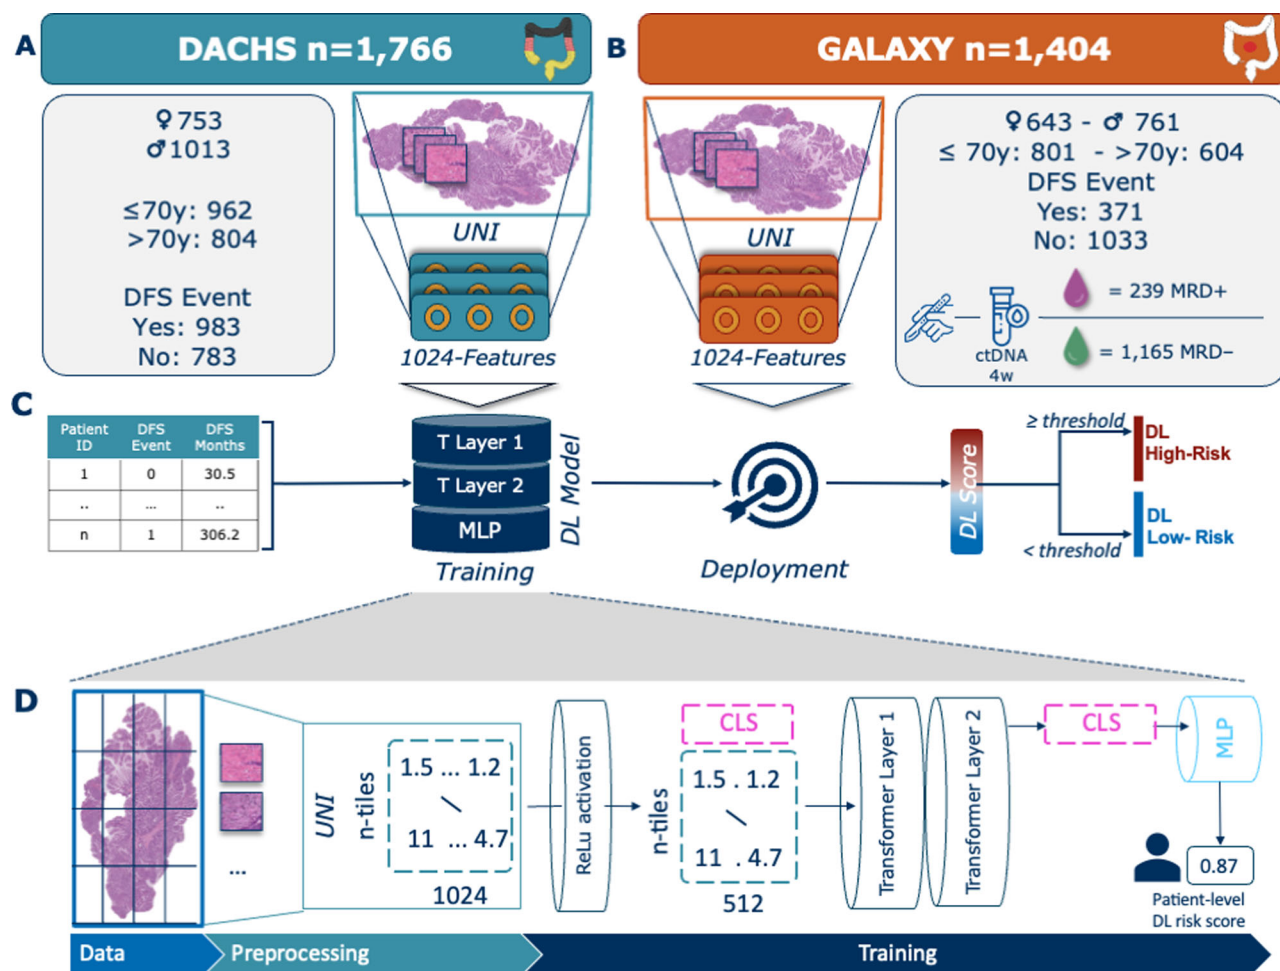 A
DACHS n=1,766
B
GALAXY n=1,404
♀753
♂1013
≤70y: 962
>70y: 804
DFS Event
Yes: 983
No: 783
UNI
1024-Features
UNI
1024-Features
♀643 - ♂ 761
≤ 70y: 801 - >70y: 604
DFS Event
Yes: 371
No: 1033
ctDNA
4w
= 239 MRD+
= 1,165 MRD–
C
Patient ID DFS Event DFS Months
1 0 30.5
.. ... ..
n 1 306.2
T Layer 1
T Layer 2
MLP
DL Model
Training
Deployment
DL Score
≥ threshold
DL
High-Risk
< threshold
DL
Low- Risk
D
...
UNI
n-tiles
1.5 ... 1.2
11 ... 4.7
1024
ReLu activation
n-tiles
CLS
1.5 . 1.2
11 . 4.7
512
Transformer Layer 1
Transformer Layer 2
CLS
MLP
0.87
Patient-level
DL risk score
Data
Preprocessing
Training